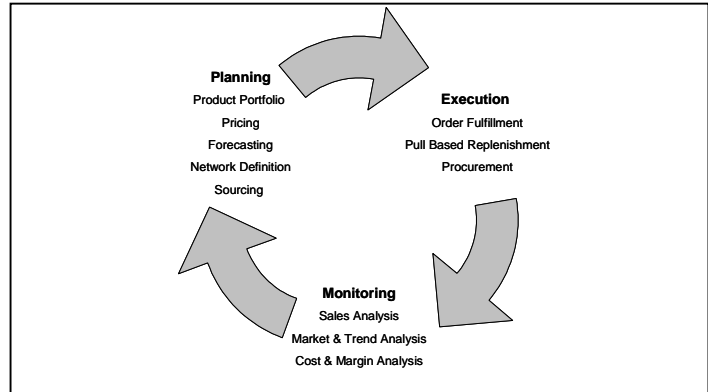 Planning
Product Portfolio
Pricing
Forecasting
Network Definition
Sourcing
Execution
Order Fulfillment
Pull Based Replenishment
Procurement
Monitoring
Sales Analysis
Market & Trend Analysis
Cost & Margin Analysis